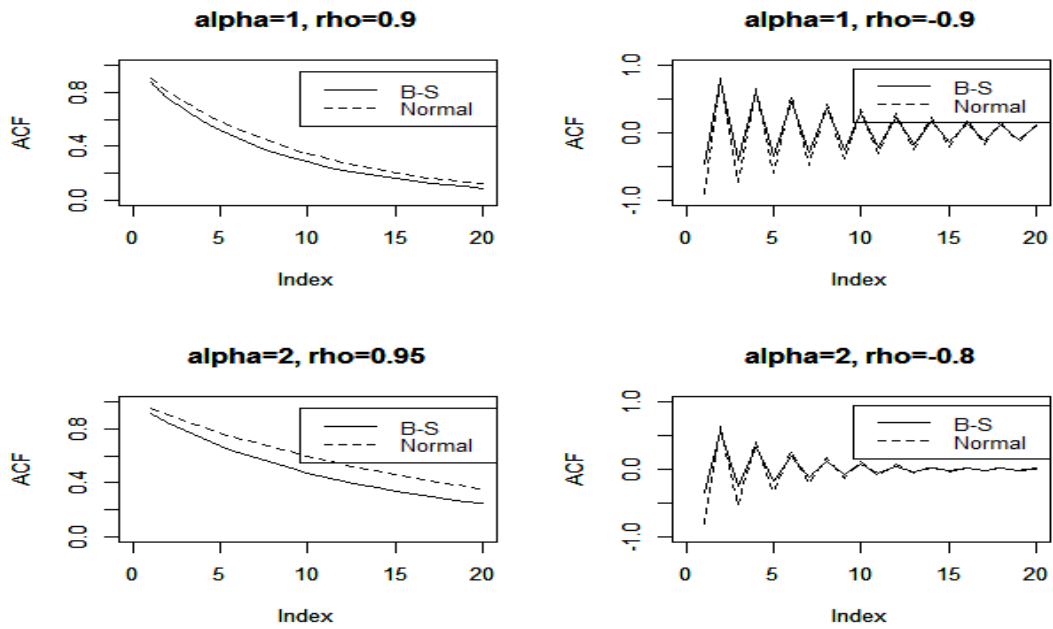 alpha=1, rho=0.9
ACF
0.8
0.4
0.0
B-S
Normal
0 5 10 15 20
Index
alpha=1, rho=-0.9
ACF
1.0
0.0
-1.0
B-S
Normal
0 5 10 15 20
Index
alpha=2, rho=0.95
ACF
0.8
0.4
0.0
B-S
Normal
0 5 10 15 20
Index
alpha=2, rho=-0.8
ACF
1.0
0.0
-1.0
B-S
Normal
0 5 10 15 20
Index